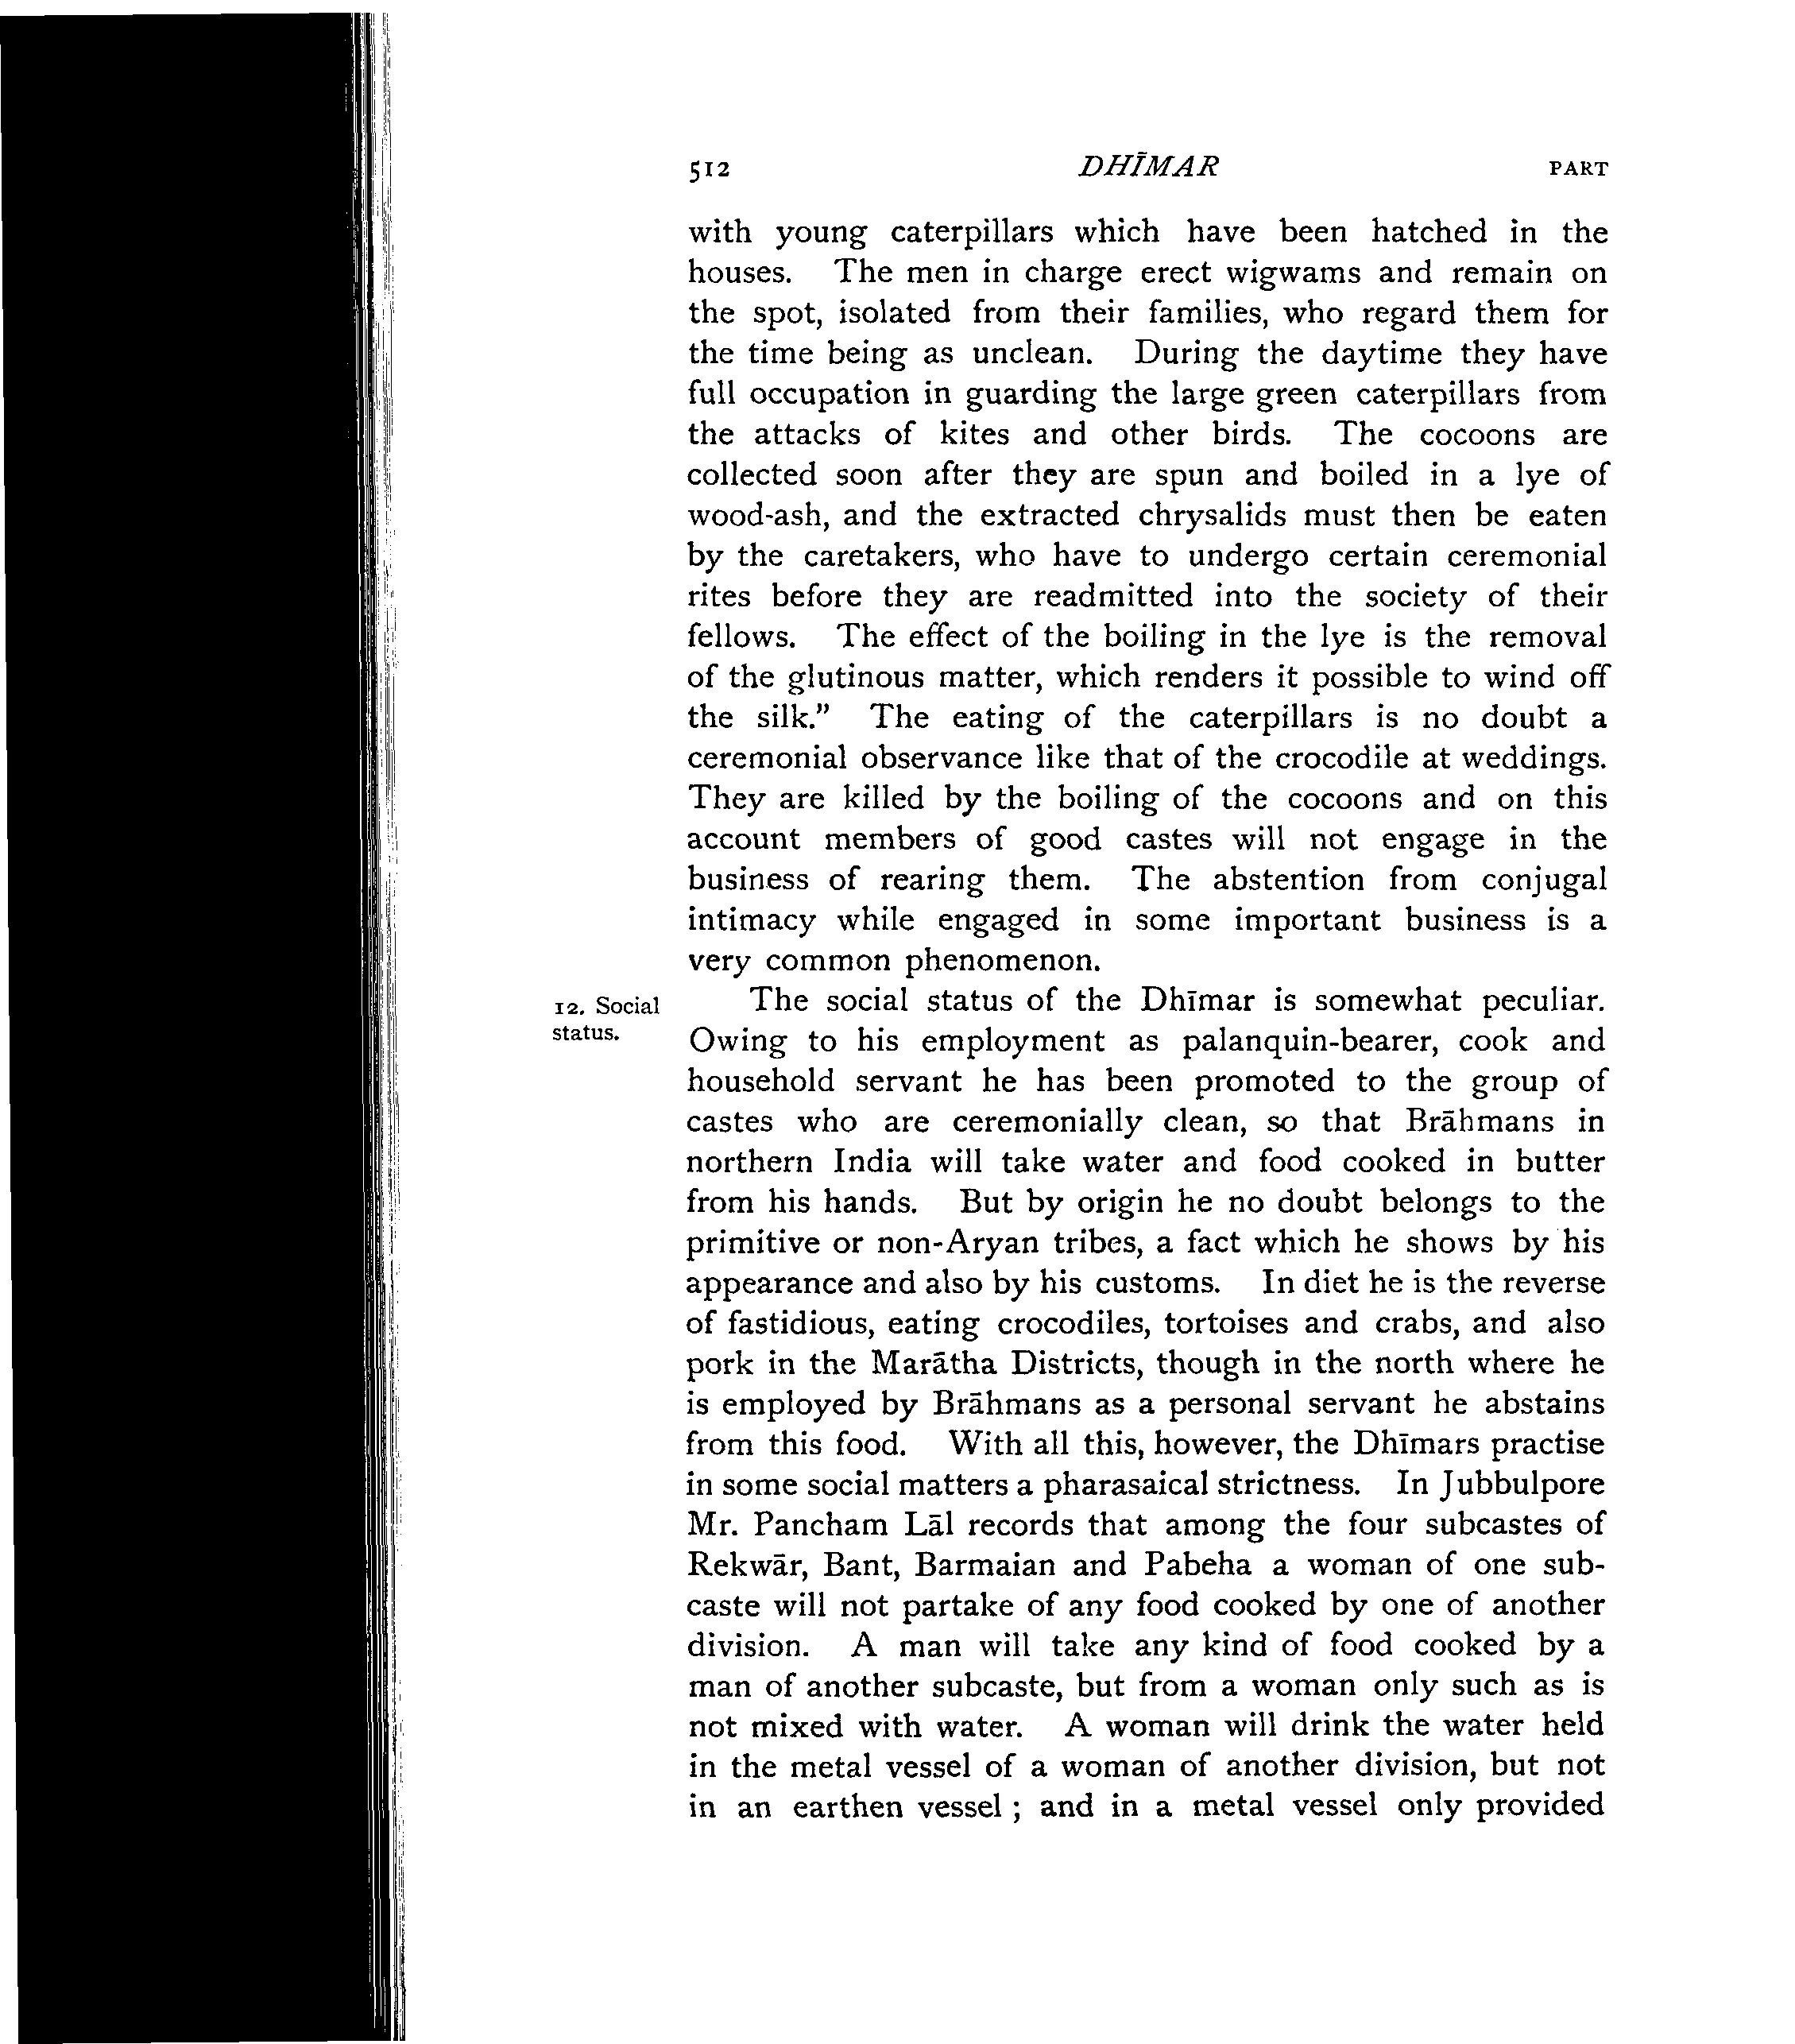 512 DHĪMAR PART
with young caterpillars which have been hatched in the
houses. The men in charge erect wigwams and remain on
the spot, isolated from their families, who regard them for
the time being as unclean. During the daytime they have
full occupation in guarding the large green caterpillars from
the attacks of kites and other birds. The cocoons are
collected soon after they are spun and boiled in a lye of
wood-ash, and the extracted chrysalids must then be eaten
by the caretakers, who have to undergo certain ceremonial
rites before they are readmitted into the society of their
fellows. The effect of the boiling in the lye is the removal
of the glutinous matter, which renders it possible to wind off
the silk.” The eating of the caterpillars is no doubt a
ceremonial observance like that of the crocodile at weddings.
They are killed by the boiling of the cocoons and on this
account members of good castes will not engage in the
business of rearing them. The abstention from conjugal
intimacy while engaged in some important business is a
very common phenomenon.
12. Social
status.
The social status of the Dhīmar is somewhat peculiar.
Owing to his employment as palanquin-bearer, cook and
household servant he has been promoted to the group of
castes who are ceremonially clean, so that Brāhmans in
northern India will take water and food cooked in butter
from his hands. But by origin he no doubt belongs to the
primitive or non-Aryan tribes, a fact which he shows by his
appearance and also by his customs. In diet he is the reverse
of fastidious, eating crocodiles, tortoises and crabs, and also
pork in the Marātha Districts, though in the north where he
is employed by Brāhmans as a personal servant he abstains
from this food. With all this, however, the Dhīmars practise
in some social matters a pharasaical strictness. In Jubbulpore
Mr. Pancham Lāl records that among the four subcastes of
Rekwār, Bant, Barmaian and Pabeha a woman of one sub-
caste will not partake of any food cooked by one of another
division. A man will take any kind of food cooked by a
man of another subcaste, but from a woman only such as is
not mixed with water. A woman will drink the water held
in the metal vessel of a woman of another division, but not
in an earthen vessel ; and in a metal vessel only provided